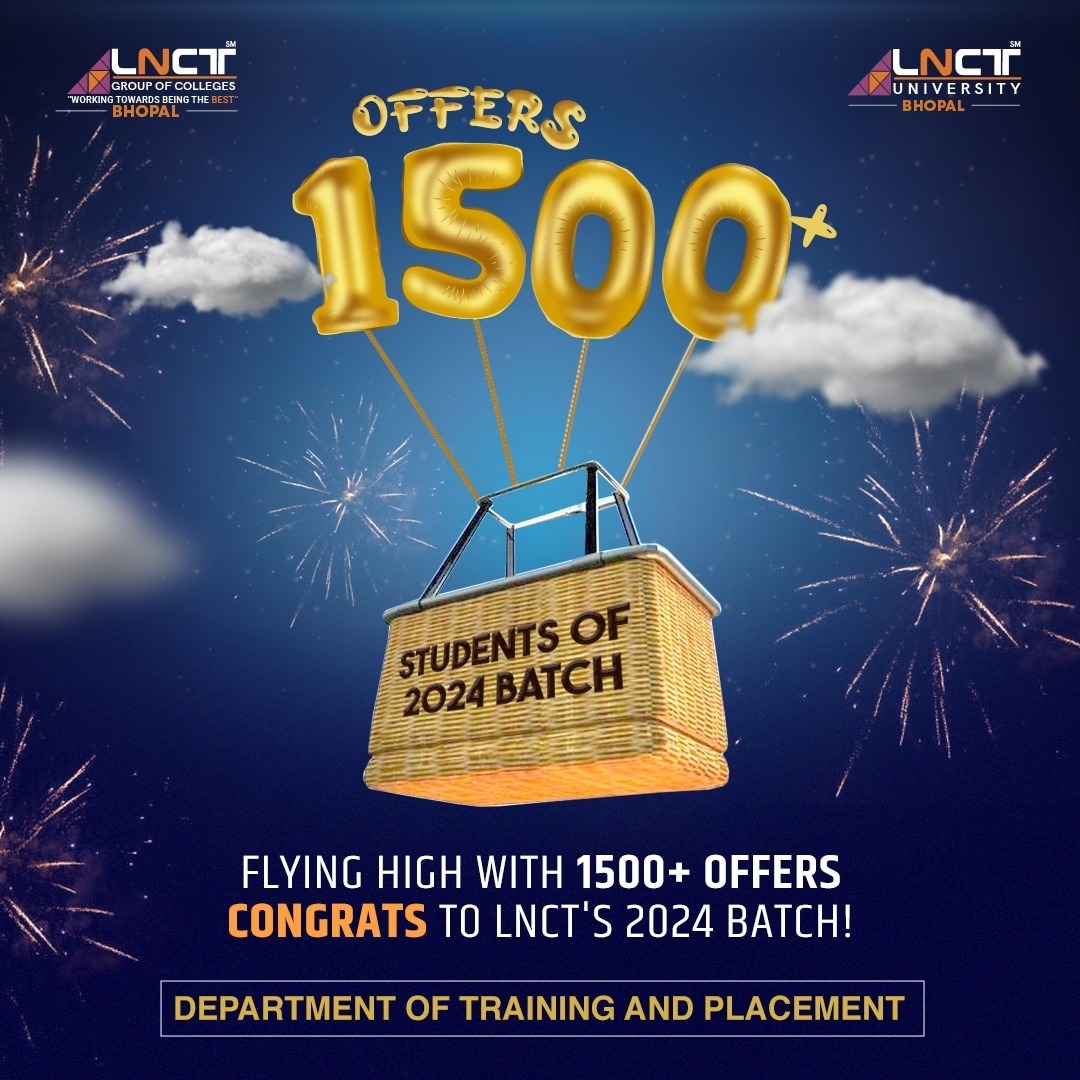 LNCT SM
GROUP OF COLLEGES
"WORKING TOWARDS BEING THE BEST"
BHOPAL
LNCT SM
UNIVERSITY
BHOPAL
OFFERS
1500+
STUDENTS OF
2024 BATCH
FLYING HIGH WITH 1500+ OFFERS
CONGRATS TO LNCT'S 2024 BATCH!
DEPARTMENT OF TRAINING AND PLACEMENT